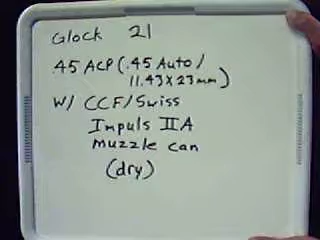 Glock 21
.45 ACP (.45 Auto/
11.43x23mm)
W/ CCF/Swiss
Impuls IIA
muzzle can
(dry)